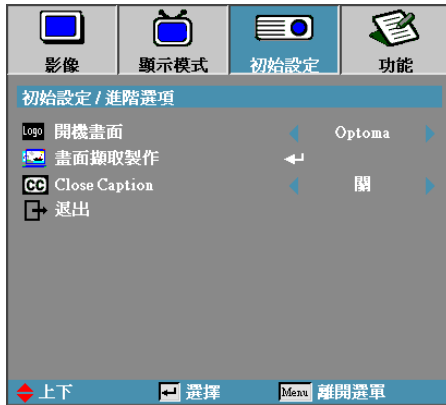 影像 顯示模式 初始設定 功能
初始設定 / 進階選項
Logo 開機畫面 Optoma
畫面擷取製作
CC Close Caption 關
退出
上下 選擇 Menu 離開選單